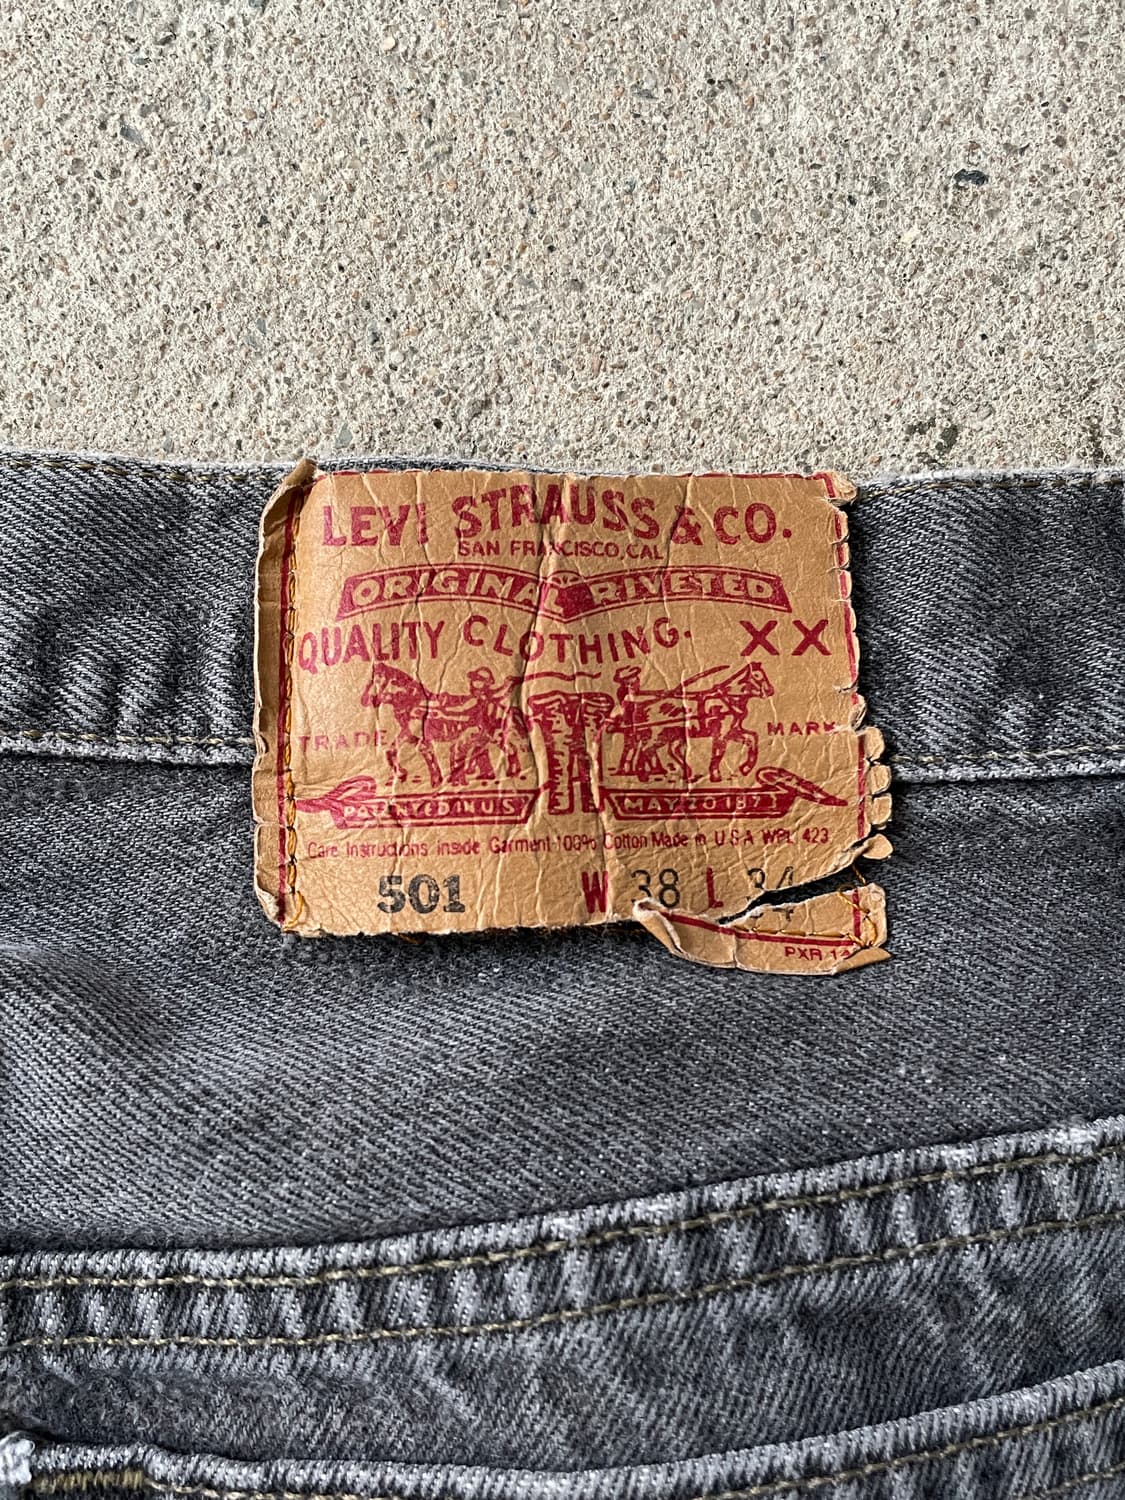 LEVI STRAUSS & CO.
SAN FRANCISCO, CAL
ORIGINAL RIVETED
QUALITY CLOTHING. XX
TRADE MARK
MAY 20 1873
Care Instructions inside Garment 100% Cotton Made in U S A WPL 423
501 W 38 L 34
PXR